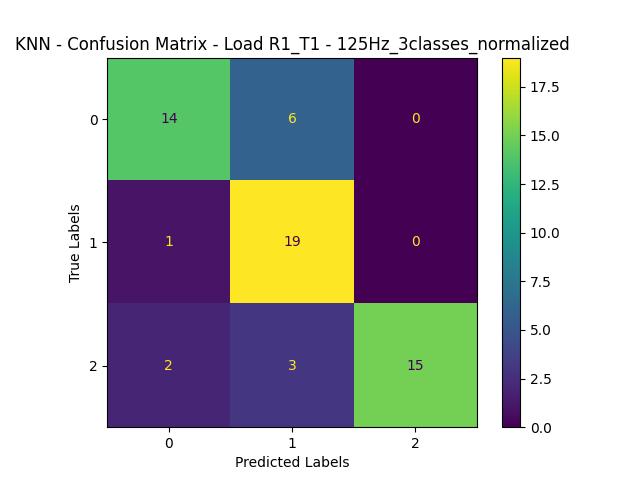 KNN - Confusion Matrix - Load R1_T1 - 125Hz_3classes_normalized
0 14 6 0
1 1 19 0
2 2 3 15
0 1 2
Predicted Labels
True Labels
17.5
15.0
12.5
10.0
7.5
5.0
2.5
0.0